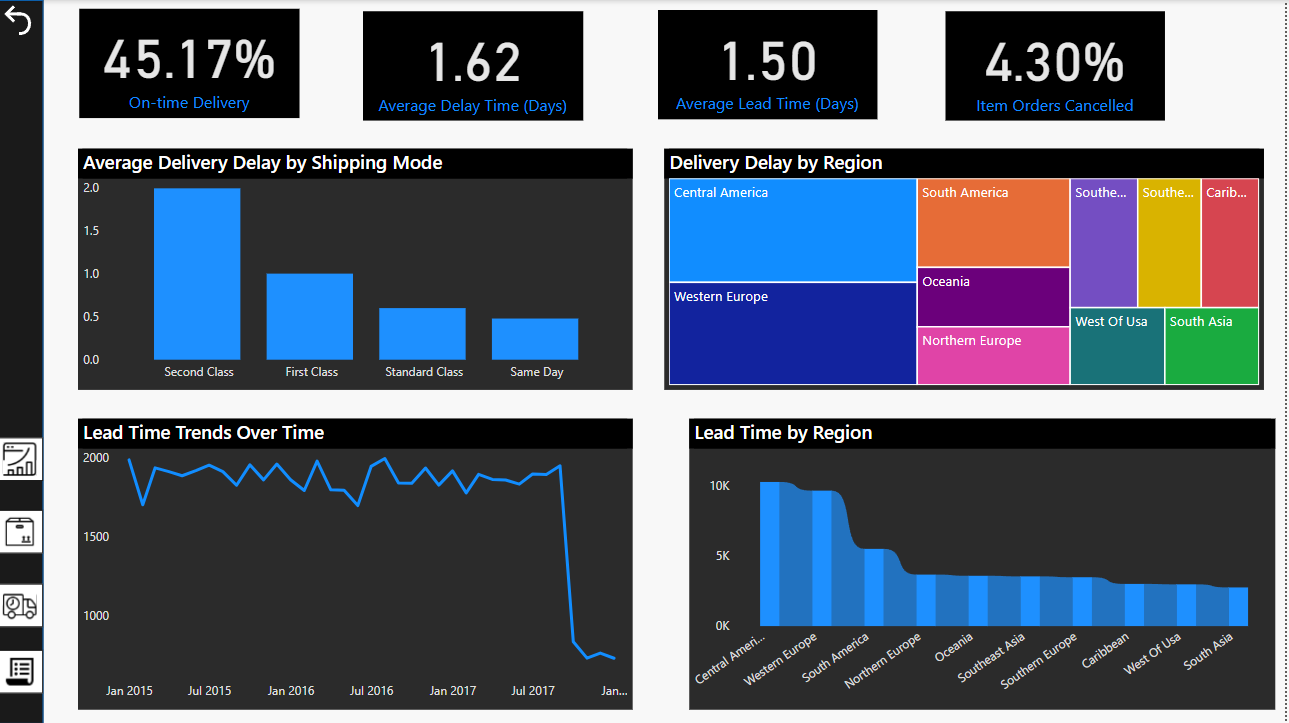 45.17%
On-time Delivery
1.62
Average Delay Time (Days)
1.50
Average Lead Time (Days)
4.30%
Item Orders Cancelled
Average Delivery Delay by Shipping Mode
2.0
1.5
1.0
0.5
0.0
Second Class First Class Standard Class Same Day
Delivery Delay by Region
Central America
South America
Southe...
Southe...
Carib...
Western Europe
Oceania
Northern Europe
West Of Usa
South Asia
Lead Time Trends Over Time
2000
1500
1000
Jan 2015 Jul 2015 Jan 2016 Jul 2016 Jan 2017 Jul 2017 Jan...
Lead Time by Region
10K
5K
0K
Central Ameri...
Western Europe
South America
Northern Europe
Oceania
Southeast Asia
Southern Europe
Caribbean
West Of Usa
South Asia